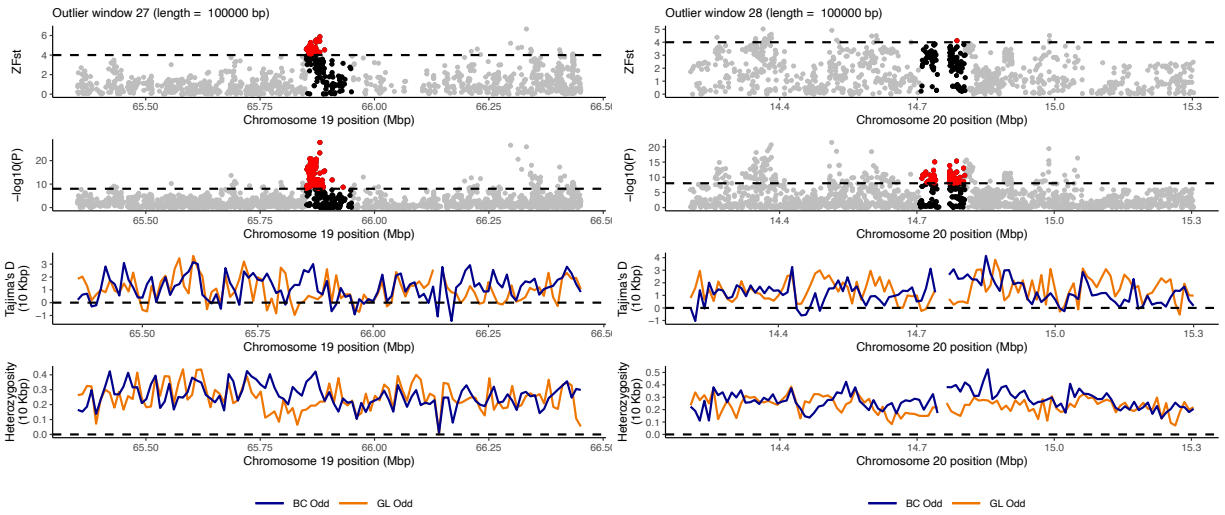 Outlier window 27 (length =  100000 bp)
ZFst
0
2
4
6
65.50
65.75
66.00
66.25
66.50
Chromosome 19 position (Mbp)
−log10(P)
0
10
20
65.50
65.75
66.00
66.25
66.50
Chromosome 19 position (Mbp)
Tajima's D
(10 Kbp)
−1
0
1
2
3
65.50
65.75
66.00
66.25
66.50
Chromosome 19 position (Mbp)
Heterozygosity
(10 Kbp)
0.0
0.1
0.2
0.3
0.4
65.50
65.75
66.00
66.25
66.50
Chromosome 19 position (Mbp)
BC Odd
GL Odd
Outlier window 28 (length =  100000 bp)
ZFst
0
1
2
3
4
5
14.4
14.7
15.0
15.3
Chromosome 20 position (Mbp)
−log10(P)
0
5
10
15
20
14.4
14.7
15.0
15.3
Chromosome 20 position (Mbp)
Tajima's D
(10 Kbp)
−1
0
1
2
3
4
14.4
14.7
15.0
15.3
Chromosome 20 position (Mbp)
Heterozygosity
(10 Kbp)
0.0
0.1
0.2
0.3
0.4
0.5
14.4
14.7
15.0
15.3
Chromosome 20 position (Mbp)
BC Odd
GL Odd